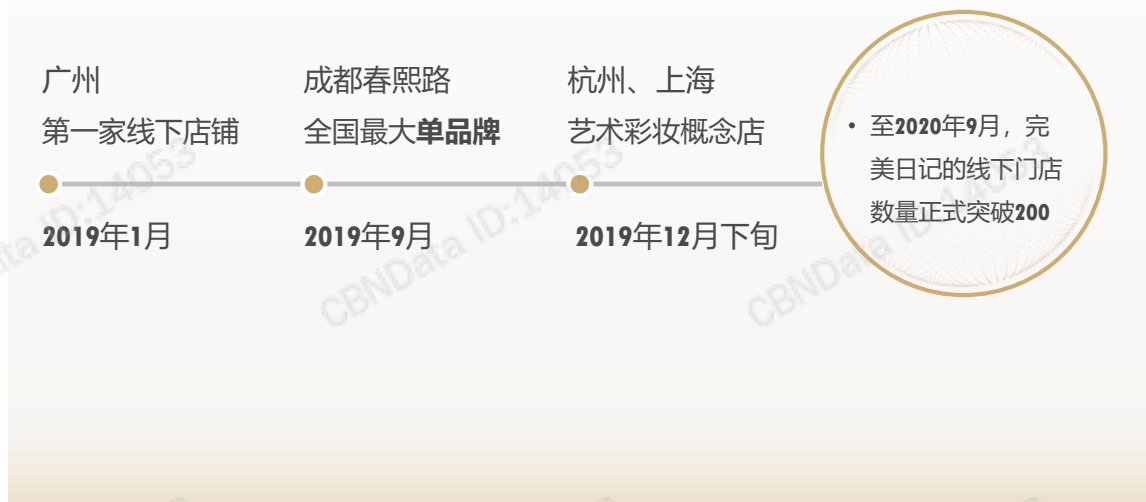 广州
第一家线下店铺
2019年1月
成都春熙路
全国最大单品牌
2019年9月
杭州、上海
艺术彩妆概念店
2019年12月下旬
• 至2020年9月，完
美日记的线下门店
数量正式突破200
CBNData ID:14053
CBNData ID:14053
CBNData ID:14053